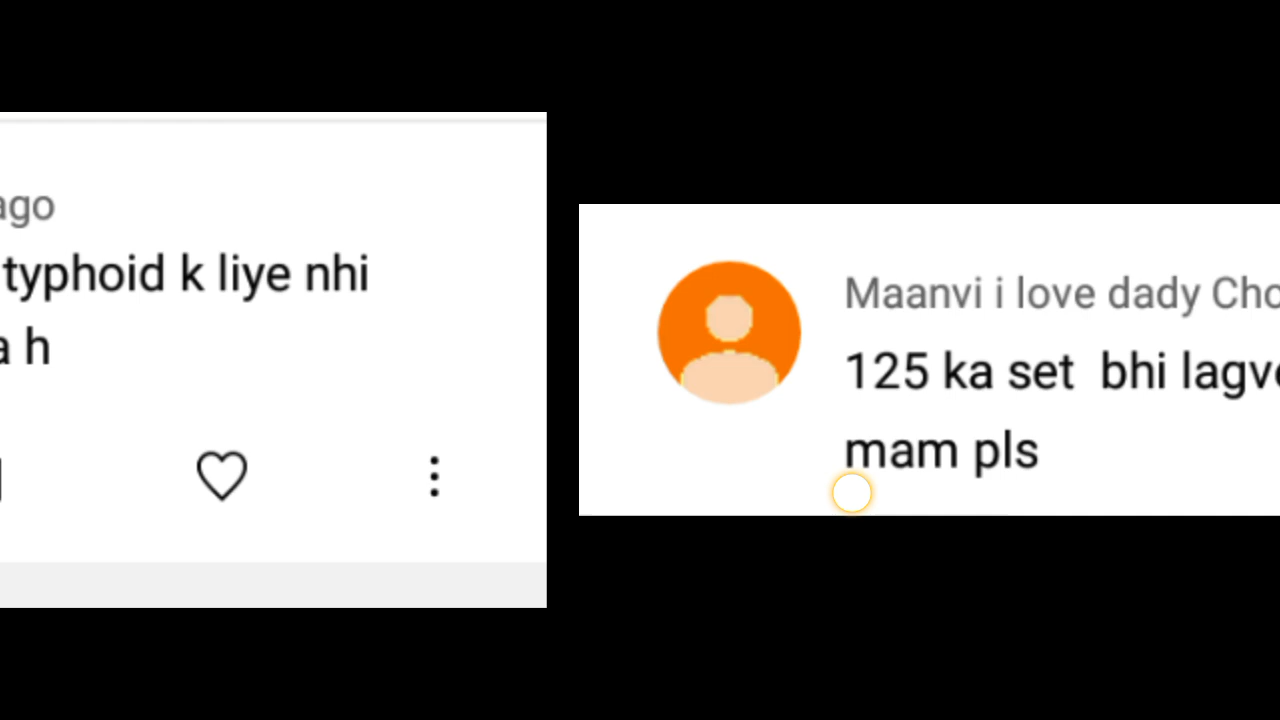 ago
typhoid k liye nhi
h
Maanvi i love dady
125 ka set bhi
mam pls